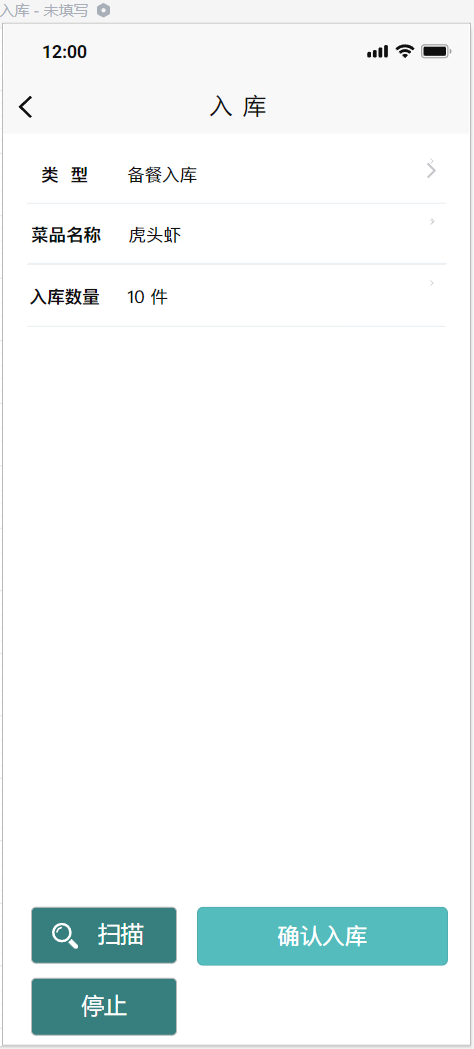 入库 - 未填写
12:00
入 库
类 型 备餐入库
菜品名称 虎头虾
入库数量 10 件
扫描
确认入库
停止